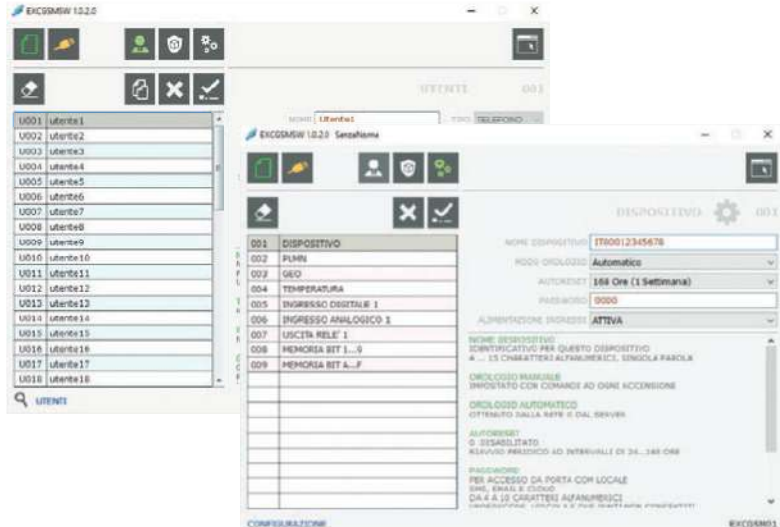 EXCGSMSW 1.0.2.0
UTENTE 001
NOME Utente1 TIPO TELEFONO
U001 utente1
U002 utente2
U003 utente3
U004 utente4
U005 utente5
U006 utente6
U007 utente7
U008 utente8
U009 utente9
U010 utente10
U011 utente11
U012 utente12
U013 utente13
U014 utente14
U015 utente15
U016 utente16
U017 utente17
U018 utente18
UTENTI
EXCGSMSW 1.0.2.0 SenzaNome
DISPOSITIVO 001
001 DISPOSITIVO
002 PLMN
003 GEO
004 TEMPERATURA
005 INGRESSO DIGITALE 1
006 INGRESSO ANALOGICO 1
007 USCITA RELE' 1
008 MEMORIA BIT 1...9
009 MEMORIA BIT A...F
NOME DISPOSITIVO IT00012345678
MODO OROLOGIO Automatico
AUTORESET 168 Ore (1 Settimana)
PASSWORD 0000
ALIMENTAZIONE INGRESSI ATTIVA
NOME DISPOSITIVO
IDENTIFICATIVO PER QUESTO DISPOSITIVO
A ... 15 CHARATTERI ALFANUMERICI, SINGOLA PAROLA
OROLOGIO MANUALE
IMPOSTATO CON COMANDI AD OGNI ACCENSIONE
OROLOGIO AUTOMATICO
OTTENUTO DALLA RETE O DAL SERVER
AUTORESET
0 DISABILITATO
RIAVVIO PERIODICO AD INTERVALLI DI 24...248 ORE
PASSWORD
PER ACCESSO DA PORTA COM LOCALE
SMS, EMAIL E CLOUD
DA 4 A 10 CARATTERI ALFANUMERICI
CONFIGURAZIONE
EXCGSM01